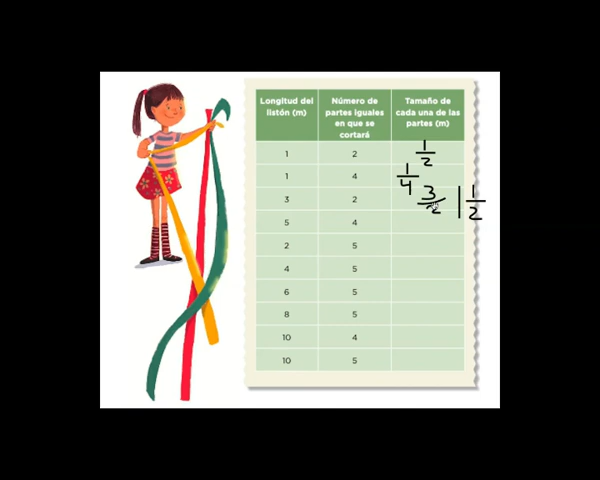 Longitud del listón (m) Número de partes iguales en que se cortará Tamaño de cada una de las partes (m)
1 2 1/2
1 4 1/4
3 2 3/2 1 1/2
5 4
2 5
4 5
6 5
8 5
10 4
10 5